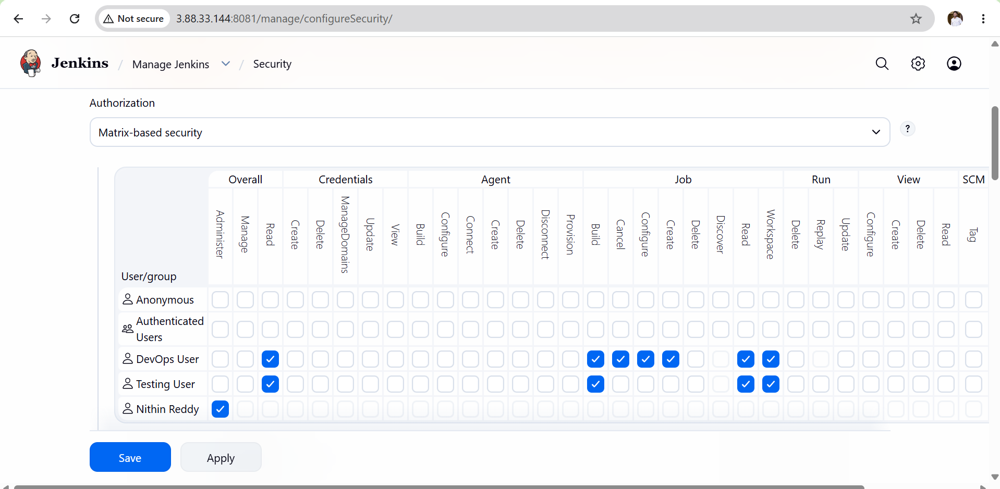 Not secure 3.88.33.144:8081/manage/configureSecurity/
Jenkins / Manage Jenkins / Security
Authorization
Matrix-based security ?
Overall Credentials Agent Job Run View SCM
User/group Administer Manage Read Create Delete ManageDomains Update View Build Configure Connect Create Delete Disconnect Provision Build Cancel Configure Create Delete Discover Read Workspace Delete Replay Update Configure Create Delete Read Tag
Anonymous
Authenticated
Users
DevOps User
Testing User
Nithin Reddy
Save Apply